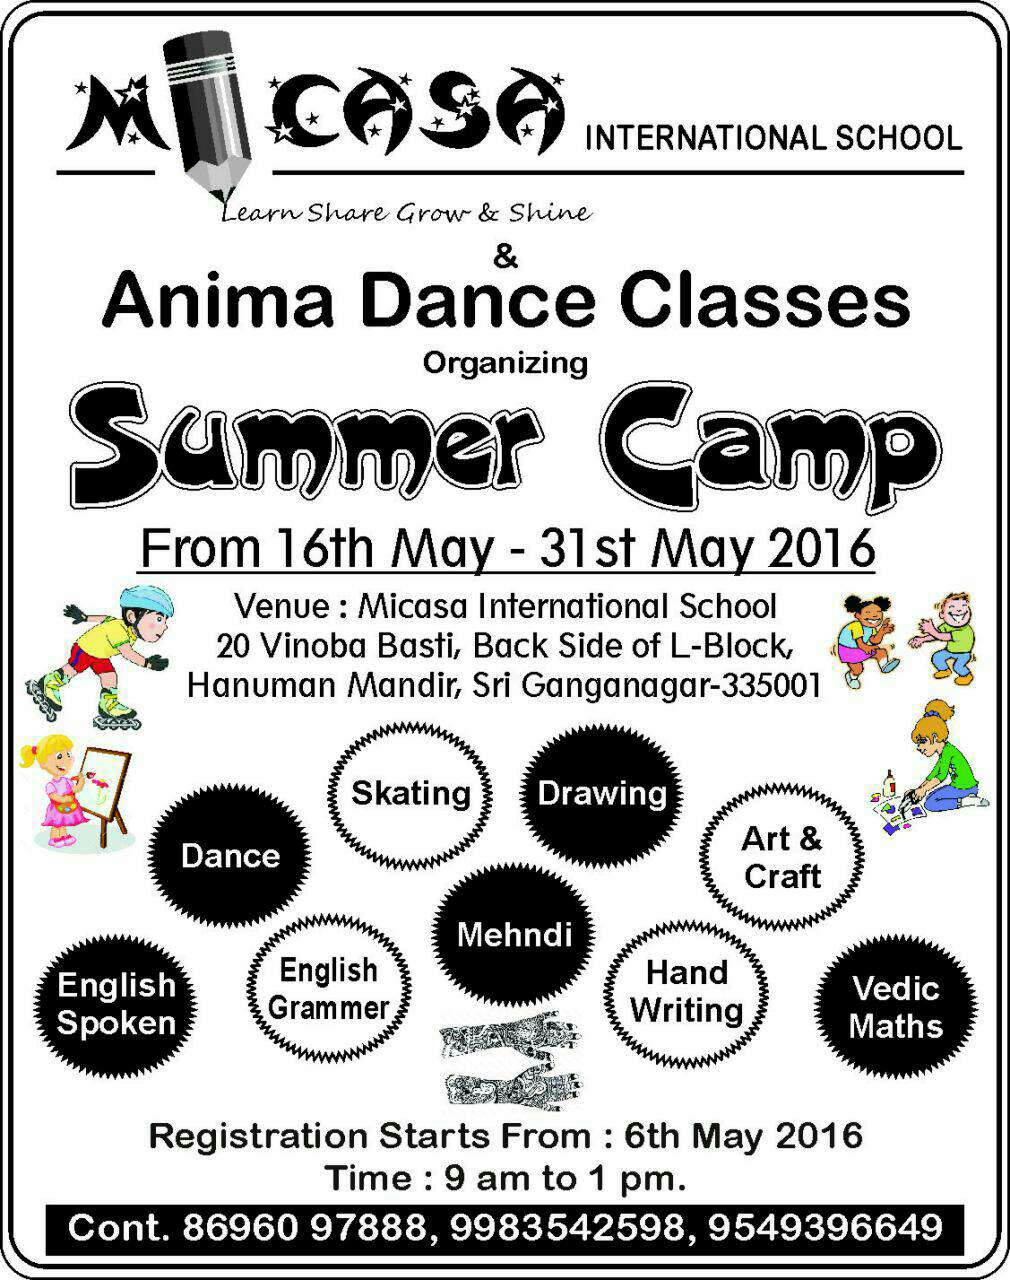 MICASA INTERNATIONAL SCHOOL
Learn Share Grow & Shine
&
Anima Dance Classes
Organizing
Summer Camp
From 16th May - 31st May 2016
Venue : Micasa International School
20 Vinoba Basti, Back Side of L-Block,
Hanuman Mandir, Sri Ganganagar-335001
Skating
Drawing
Dance
Art &
Craft
Mehndi
English
Spoken
English
Grammer
Hand
Writing
Vedic
Maths
Registration Starts From : 6th May 2016
Time : 9 am to 1 pm.
Cont. 86960 97888, 9983542598, 9549396649